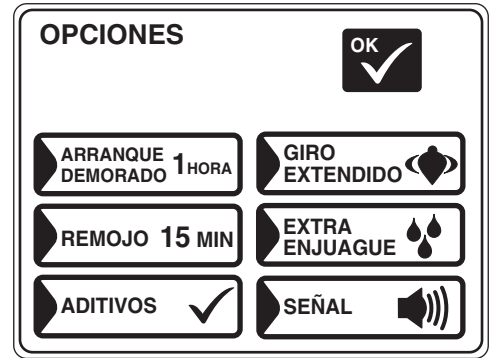 OPCIONES
OK
ARRANQUE
DEMORADO 1 HORA
GIRO
EXTENDIDO
REMOJO 15 MIN
EXTRA
ENJUAGUE
ADITIVOS
SEÑAL